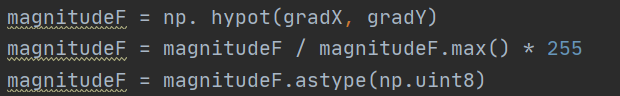 magnitudeF = np. hypot(gradX, gradY)
magnitudeF = magnitudeF / magnitudeF.max() * 255
magnitudeF = magnitudeF.astype(np.uint8)